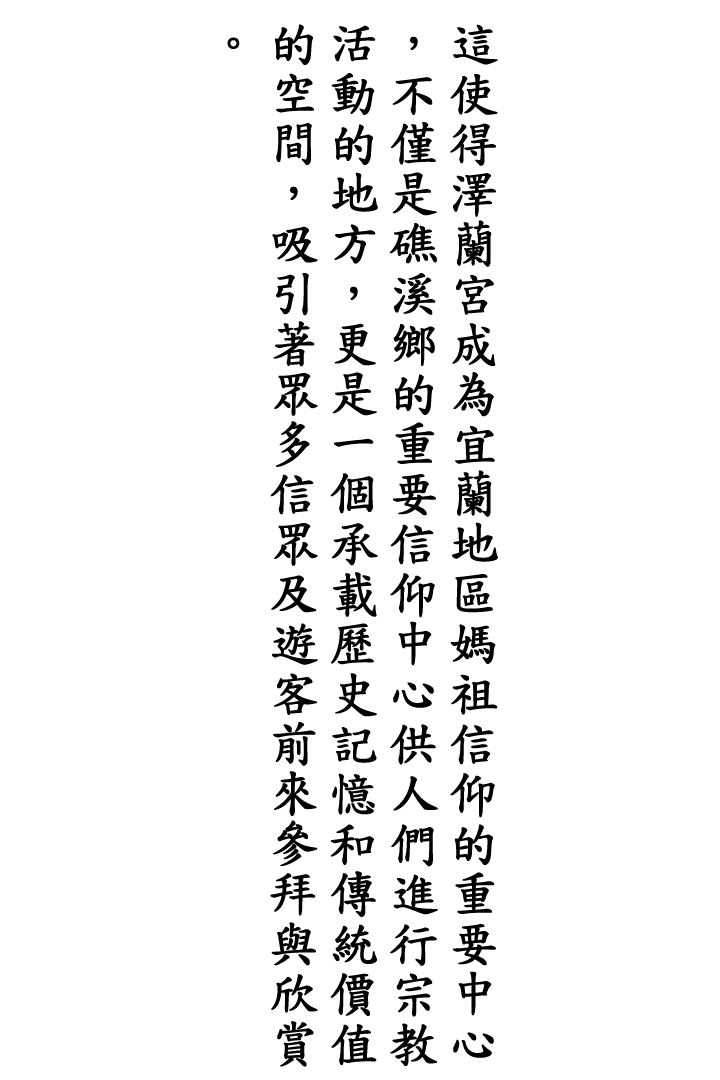 這使得澤蘭宮成為宜蘭地區媽祖信仰的重要中心
，不僅是礁溪鄉的重要信仰中心供人們進行宗教
活動的地方，更是一個承載歷史記憶和傳統價值
的空間，吸引著眾多信眾及遊客前來參拜與欣賞
。